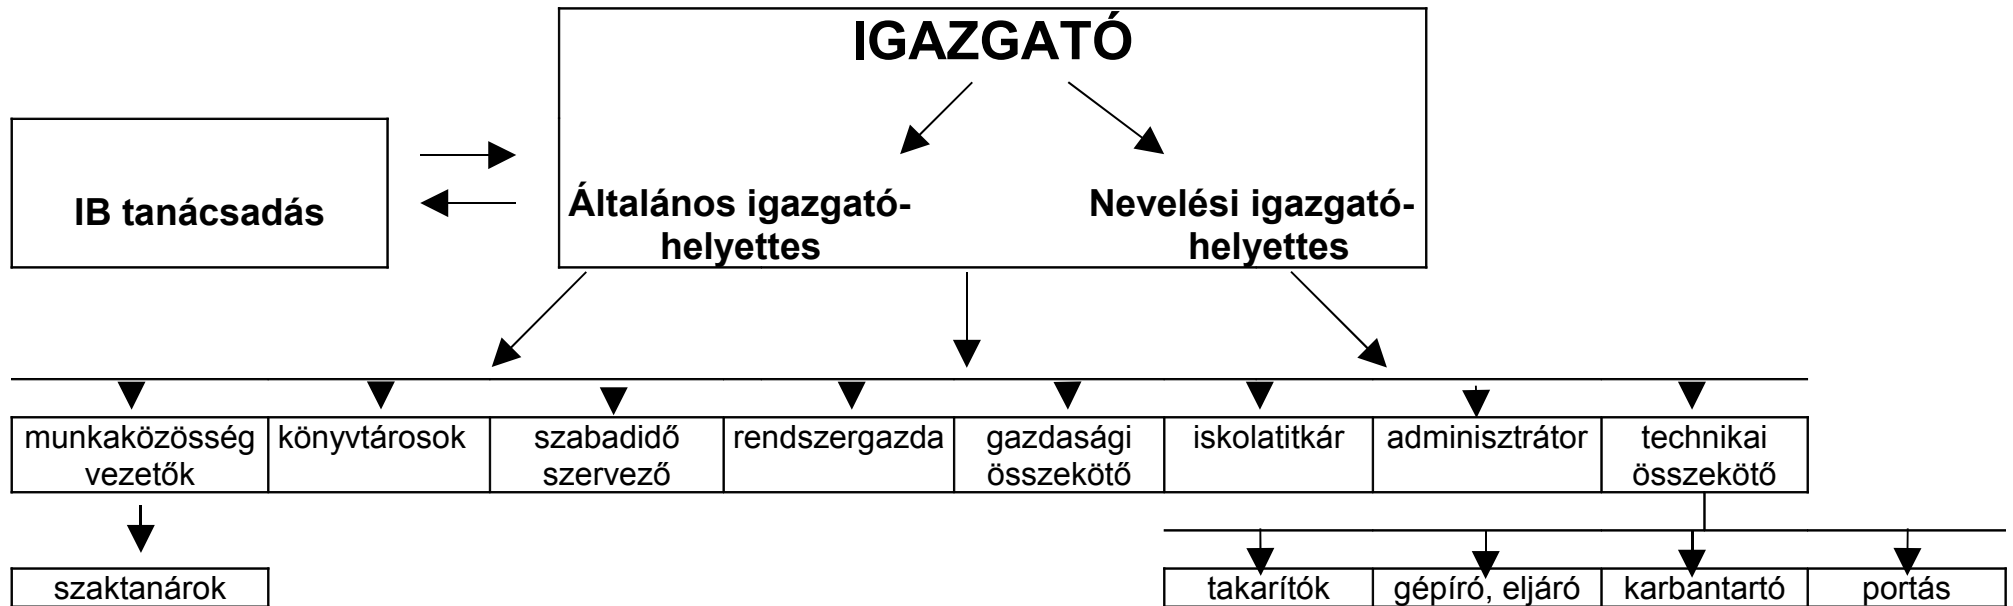 IGAZGATÓ
IB tanácsadás
Általános igazgató-
helyettes
Nevelési igazgató-
helyettes
munkaközösség
vezetők
könyvtárosok
szabadidő
szervező
rendszergazda
gazdasági
összekötő
iskolatitkár
adminisztrátor
technikai
összekötő
szaktanárok
takarítók
gépíró, eljáró
karbantartó
portás